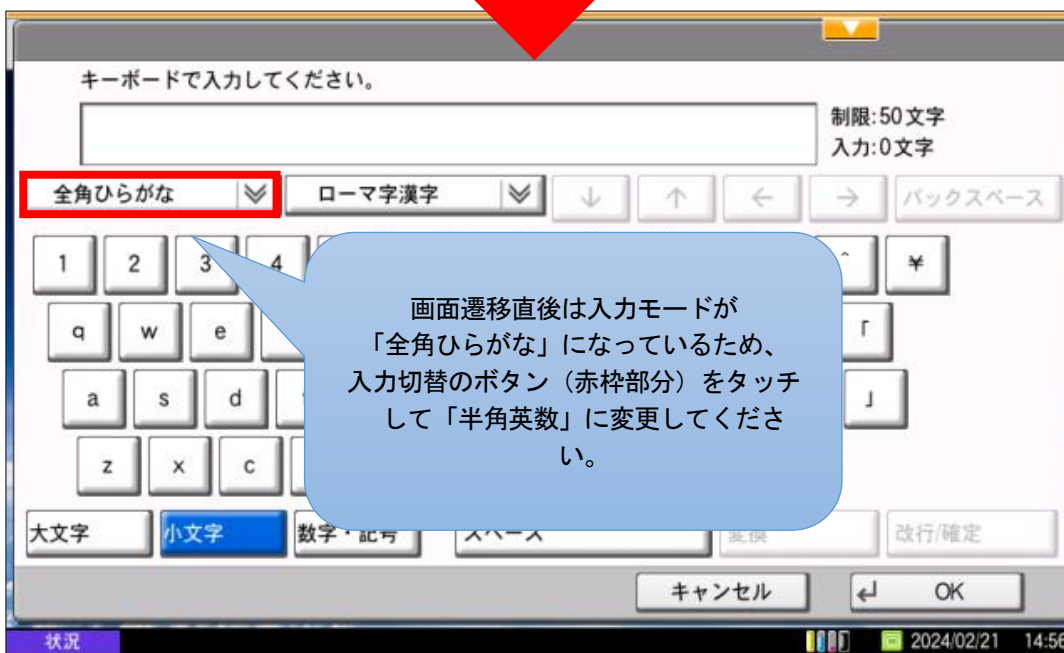 キーボードで入力してください。
制限:50文字
入力:0文字
全角ひらがな ローマ字漢字 ↓ ↑ ← → バックスペース
1 2 3 4 ^ ¥
q w e 「
a s d 」
z x c
画面遷移直後は入力モードが
「全角ひらがな」になっているため、
入力切替のボタン（赤枠部分）をタッチ
して「半角英数」に変更してくださ
い。
大文字 小文字 数字・記号 スペース 変換 改行/確定
キャンセル OK
状況 2024/02/21 14:56